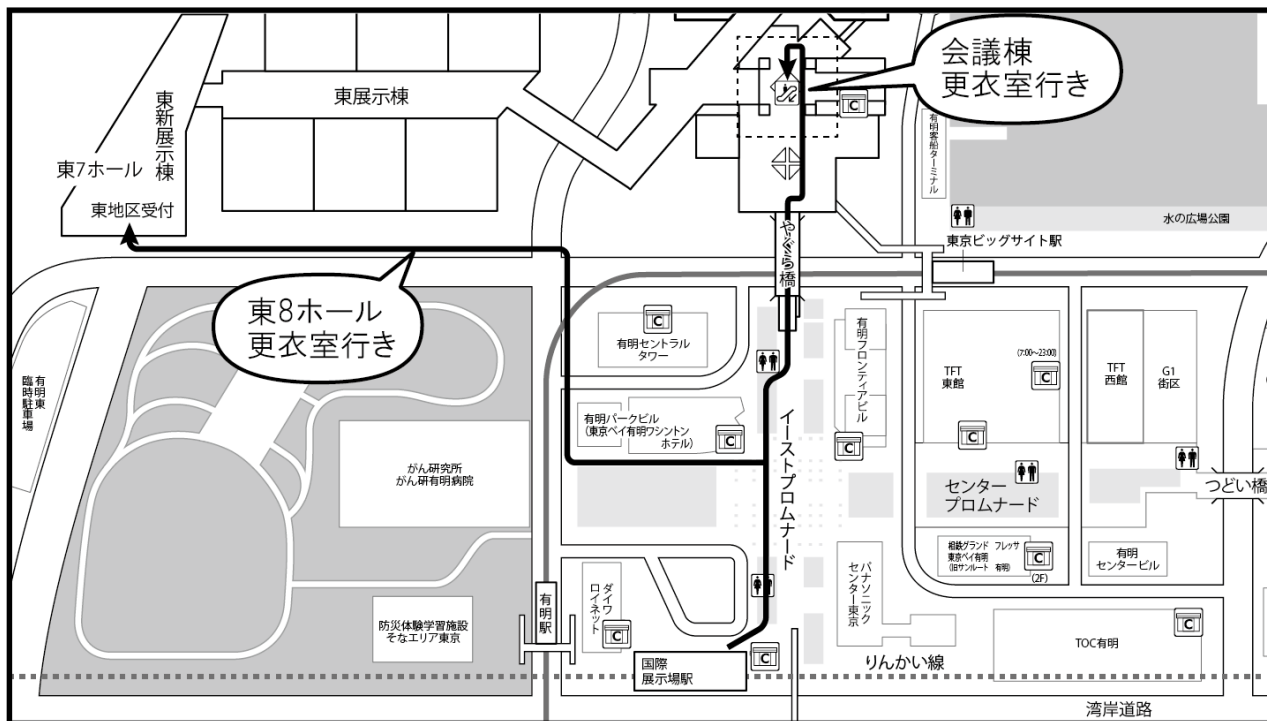 会議棟
更衣室行き
東展示棟
東新展示棟
東7ホール
東地区受付
有明客船ターミナル
水の広場公園
東京ビッグサイト駅
やぐら橋
東8ホール
更衣室行き
有明東
臨時駐車場
有明セントラル
タワー
有明フロンティアビル
(7:00～23:00)
TFT
東館
TFT
西館
G1
街区
有明パークビル
(東京ベイ有明ワシントン
ホテル)
イーストプロムナード
がん研究所
がん研有明病院
センター
プロムナード
つどい橋
相鉄グランド フレッサ
東京ベイ有明
(旧サンルート 有明)
(2F)
有明
センタービル
有明駅
ダイワ
ロイネット
パナソニック
センター東京
防災体験学習施設
そなエリア東京
国際
展示場駅
りんかい線
TOC有明
湾岸道路
C
C
C
C
C
C
C
C
C
C